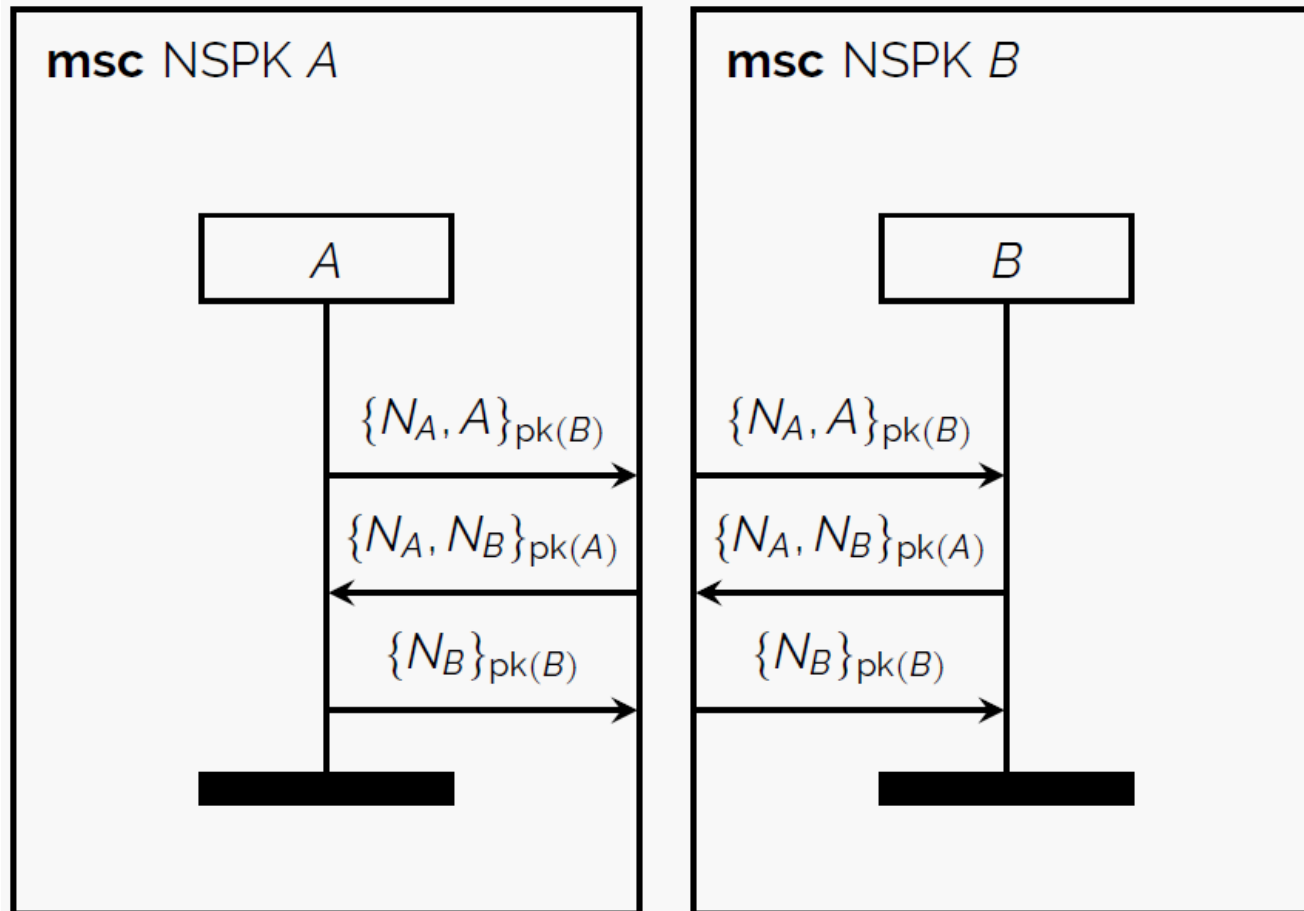 msc NSPK A
A
{N_A, A}_pk(B)
{N_A, N_B}_pk(A)
{N_B}_pk(B)
msc NSPK B
B
{N_A, A}_pk(B)
{N_A, N_B}_pk(A)
{N_B}_pk(B)